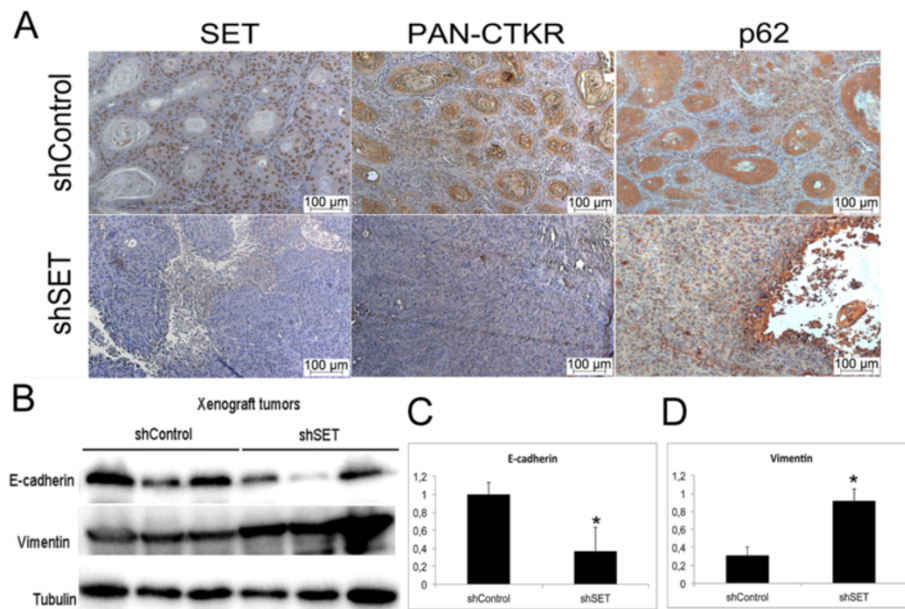 A
SET PAN-CTKR p62
shControl
100 µm 100 µm 100 µm
shSET
100 µm 100 µm 100 µm
B
Xenograft tumors
shControl shSET
E-cadherin
Vimentin
Tubulin
C
E-cadherin
1,2
1
0,8
0,6
0,4
0,2
0
*
shControl shSET
D
Vimentin
1,2
1
0,8
0,6
0,4
0,2
0
*
shControl shSET